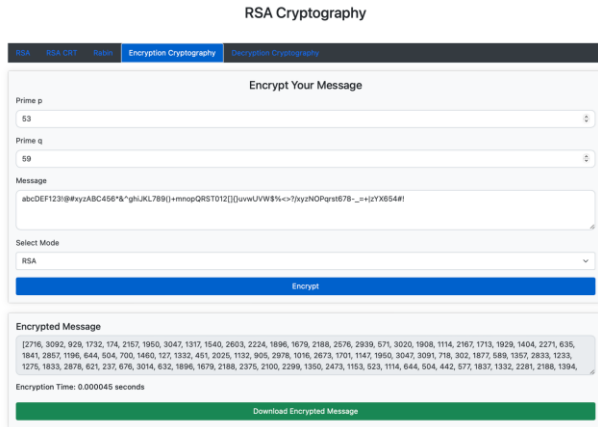 RSA Cryptography
RSA RSA CRT Rabin Encryption Cryptography Decryption Cryptography
Encrypt Your Message
Prime p
53
Prime q
59
Message
abcDEF123!@#xyzABC456*&^ghiJKL789()+mnopQRST012[]{}uvwUVW$%<>?/xyzNOPqrst678-_=+|zYX654#!
Select Mode
RSA
Encrypt
Encrypted Message
[2716, 3092, 929, 1732, 174, 2157, 1950, 3047, 1317, 1540, 2603, 2224, 1896, 1679, 2188, 2576, 2939, 571, 3020, 1908, 1114, 2167, 1713, 1929, 1404, 2271, 635,
1841, 2857, 1196, 644, 504, 700, 1460, 127, 1332, 451, 2025, 1132, 905, 2978, 1016, 2673, 1701, 1147, 1950, 3047, 3091, 718, 302, 1877, 589, 1357, 2833, 1233,
1275, 1833, 2878, 621, 237, 676, 3014, 632, 1896, 1679, 2188, 2375, 2100, 2299, 1350, 2473, 1153, 523, 1114, 644, 504, 442, 577, 1837, 1332, 2281, 2188, 1394,
Encryption Time: 0.000045 seconds
Download Encrypted Message